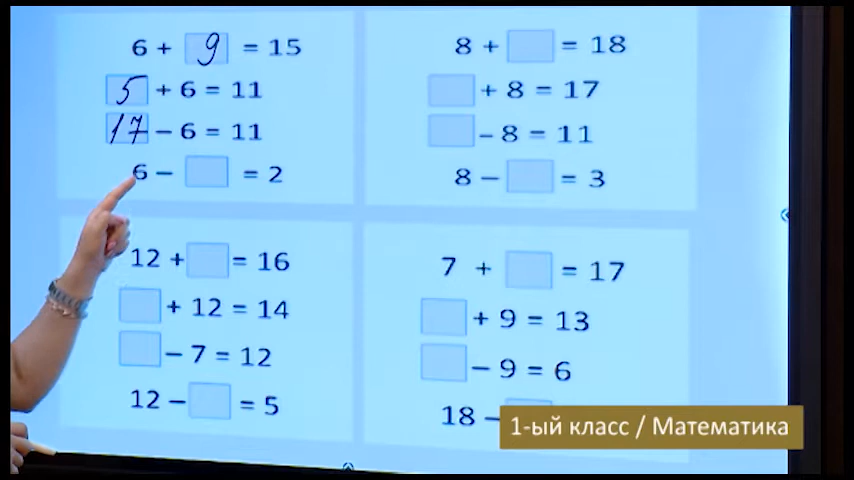 6 + 9 = 15
5 + 6 = 11
17 – 6 = 11
6 – = 2
8 + = 18
+ 8 = 17
– 8 = 11
8 – = 3
12 + = 16
+ 12 = 14
– 7 = 12
12 – = 5
7 + = 17
+ 9 = 13
– 9 = 6
18 –
1-ый класс / Математика